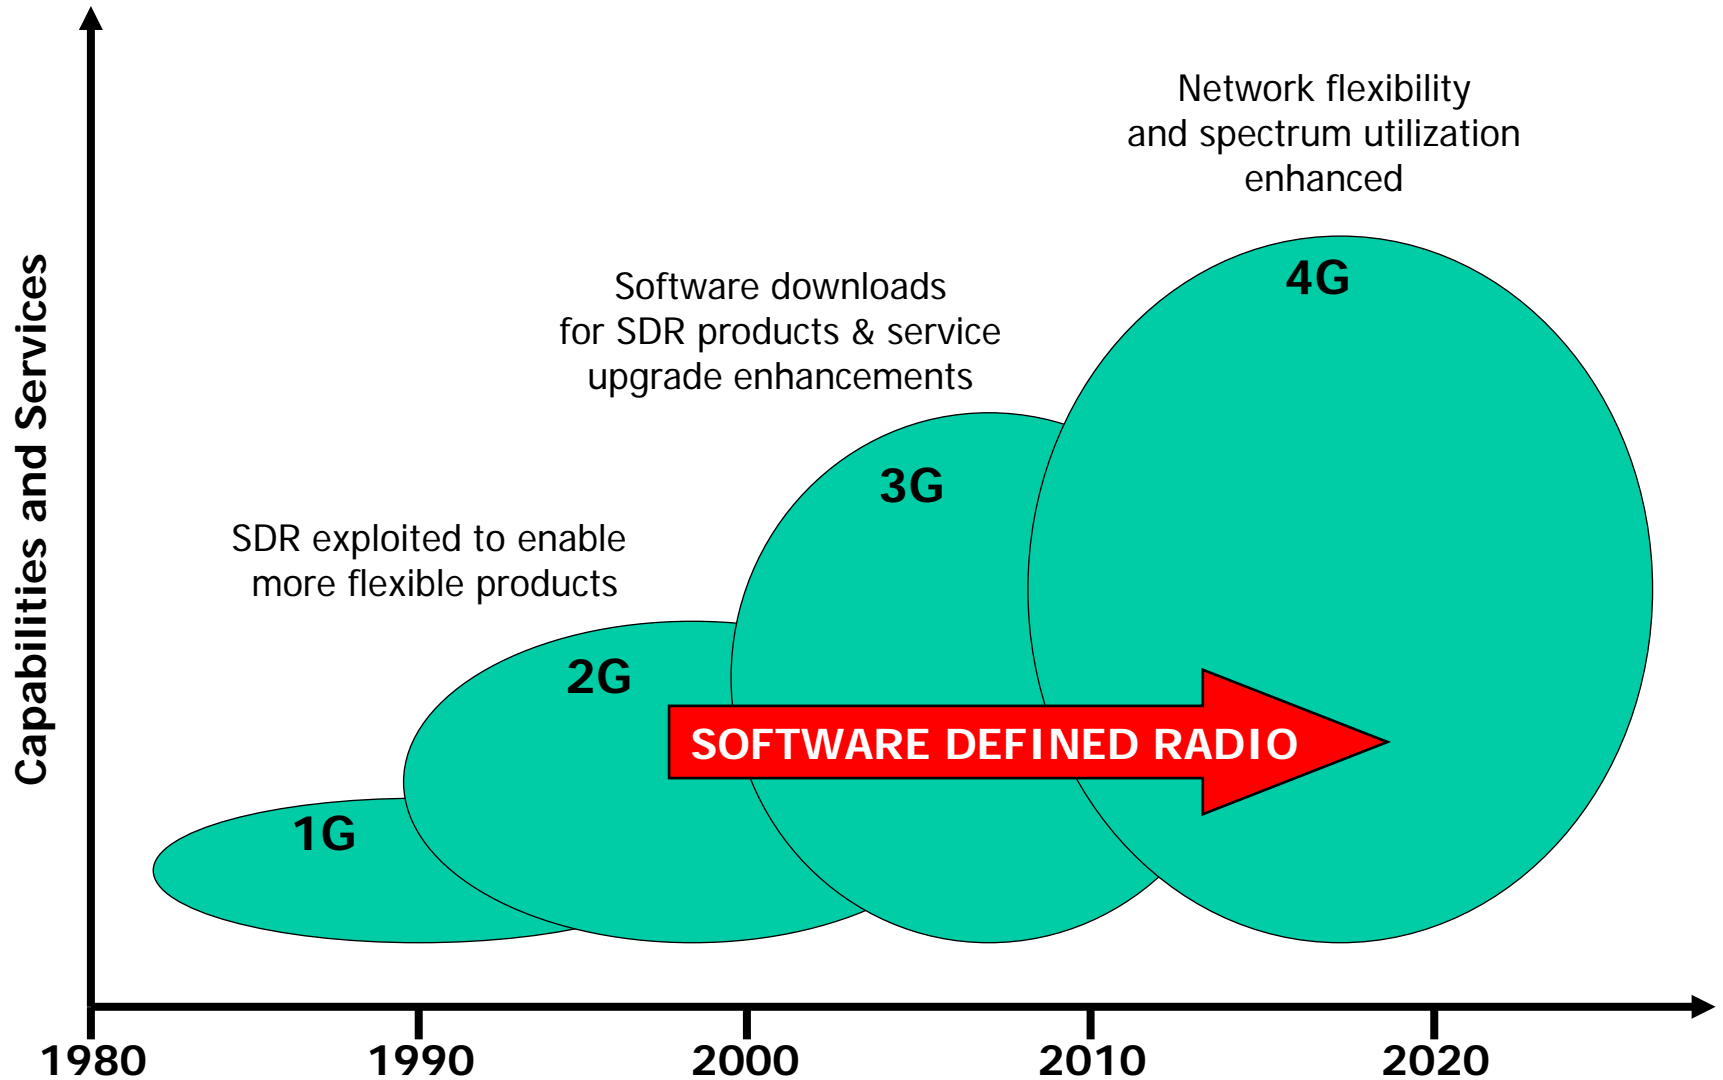 Network flexibility
and spectrum utilization
enhanced
Software downloads
for SDR products & service
upgrade enhancements
SDR exploited to enable
more flexible products
4G
3G
2G
1G
SOFTWARE DEFINED RADIO
Capabilities and Services
1980
1990
2000
2010
2020